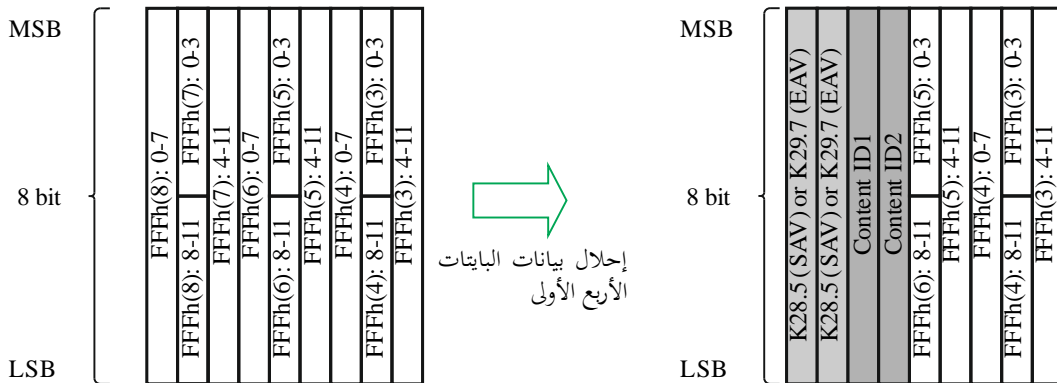 MSB
8 bit
LSB
FFFh(8): 0-7
FFFh(7): 0-3
FFFh(8): 8-11
FFFh(7): 4-11
FFFh(6): 0-7
FFFh(5): 0-3
FFFh(6): 8-11
FFFh(5): 4-11
FFFh(4): 0-7
FFFh(3): 0-3
FFFh(4): 8-11
FFFh(3): 4-11
إحلال بيانات البايتات
الأربع الأولى
MSB
8 bit
LSB
K28.5 (SAV) or K29.7 (EAV)
K28.5 (SAV) or K29.7 (EAV)
Content ID1
Content ID2
FFFh(5): 0-3
FFFh(6): 8-11
FFFh(5): 4-11
FFFh(4): 0-7
FFFh(3): 0-3
FFFh(4): 8-11
FFFh(3): 4-11